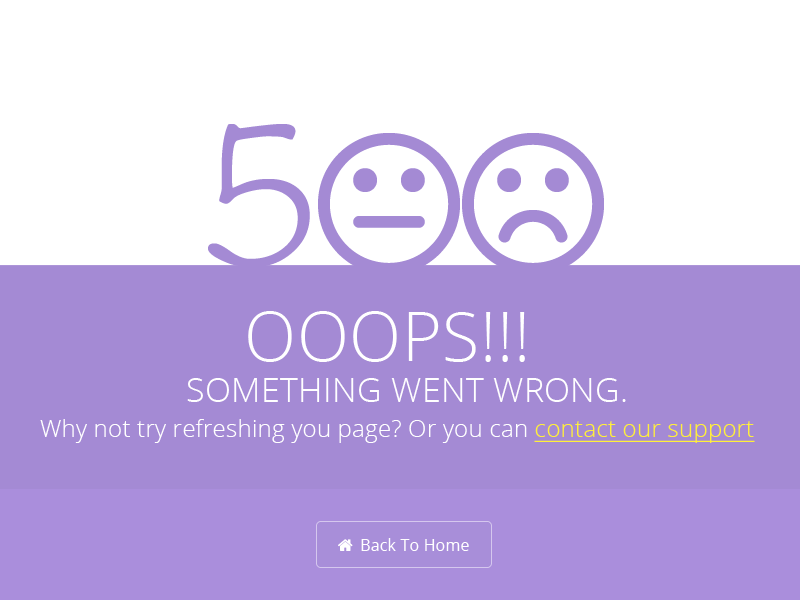 500
OOOPS!!!
SOMETHING WENT WRONG.
Why not try refreshing you page? Or you can contact our support
Back To Home